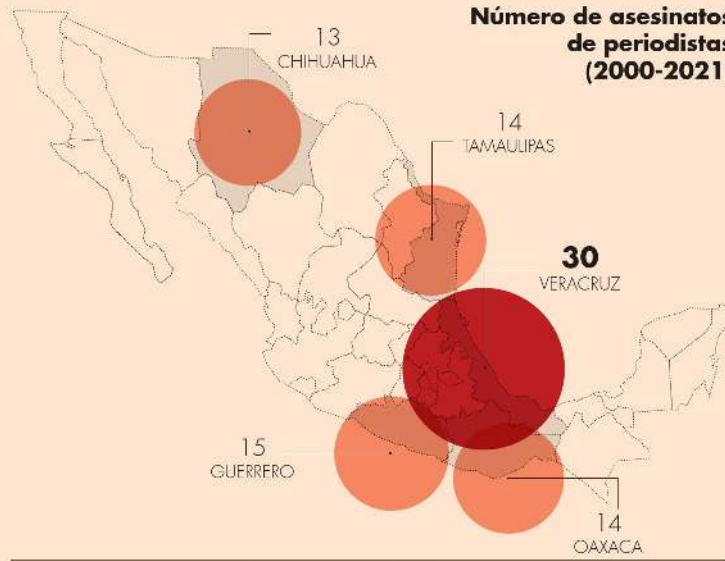 Número de asesinatos
de periodistas
(2000-2021
13
CHIHUAHUA
14
TAMAULIPAS
30
VERACRUZ
15
GUERRERO
14
OAXACA